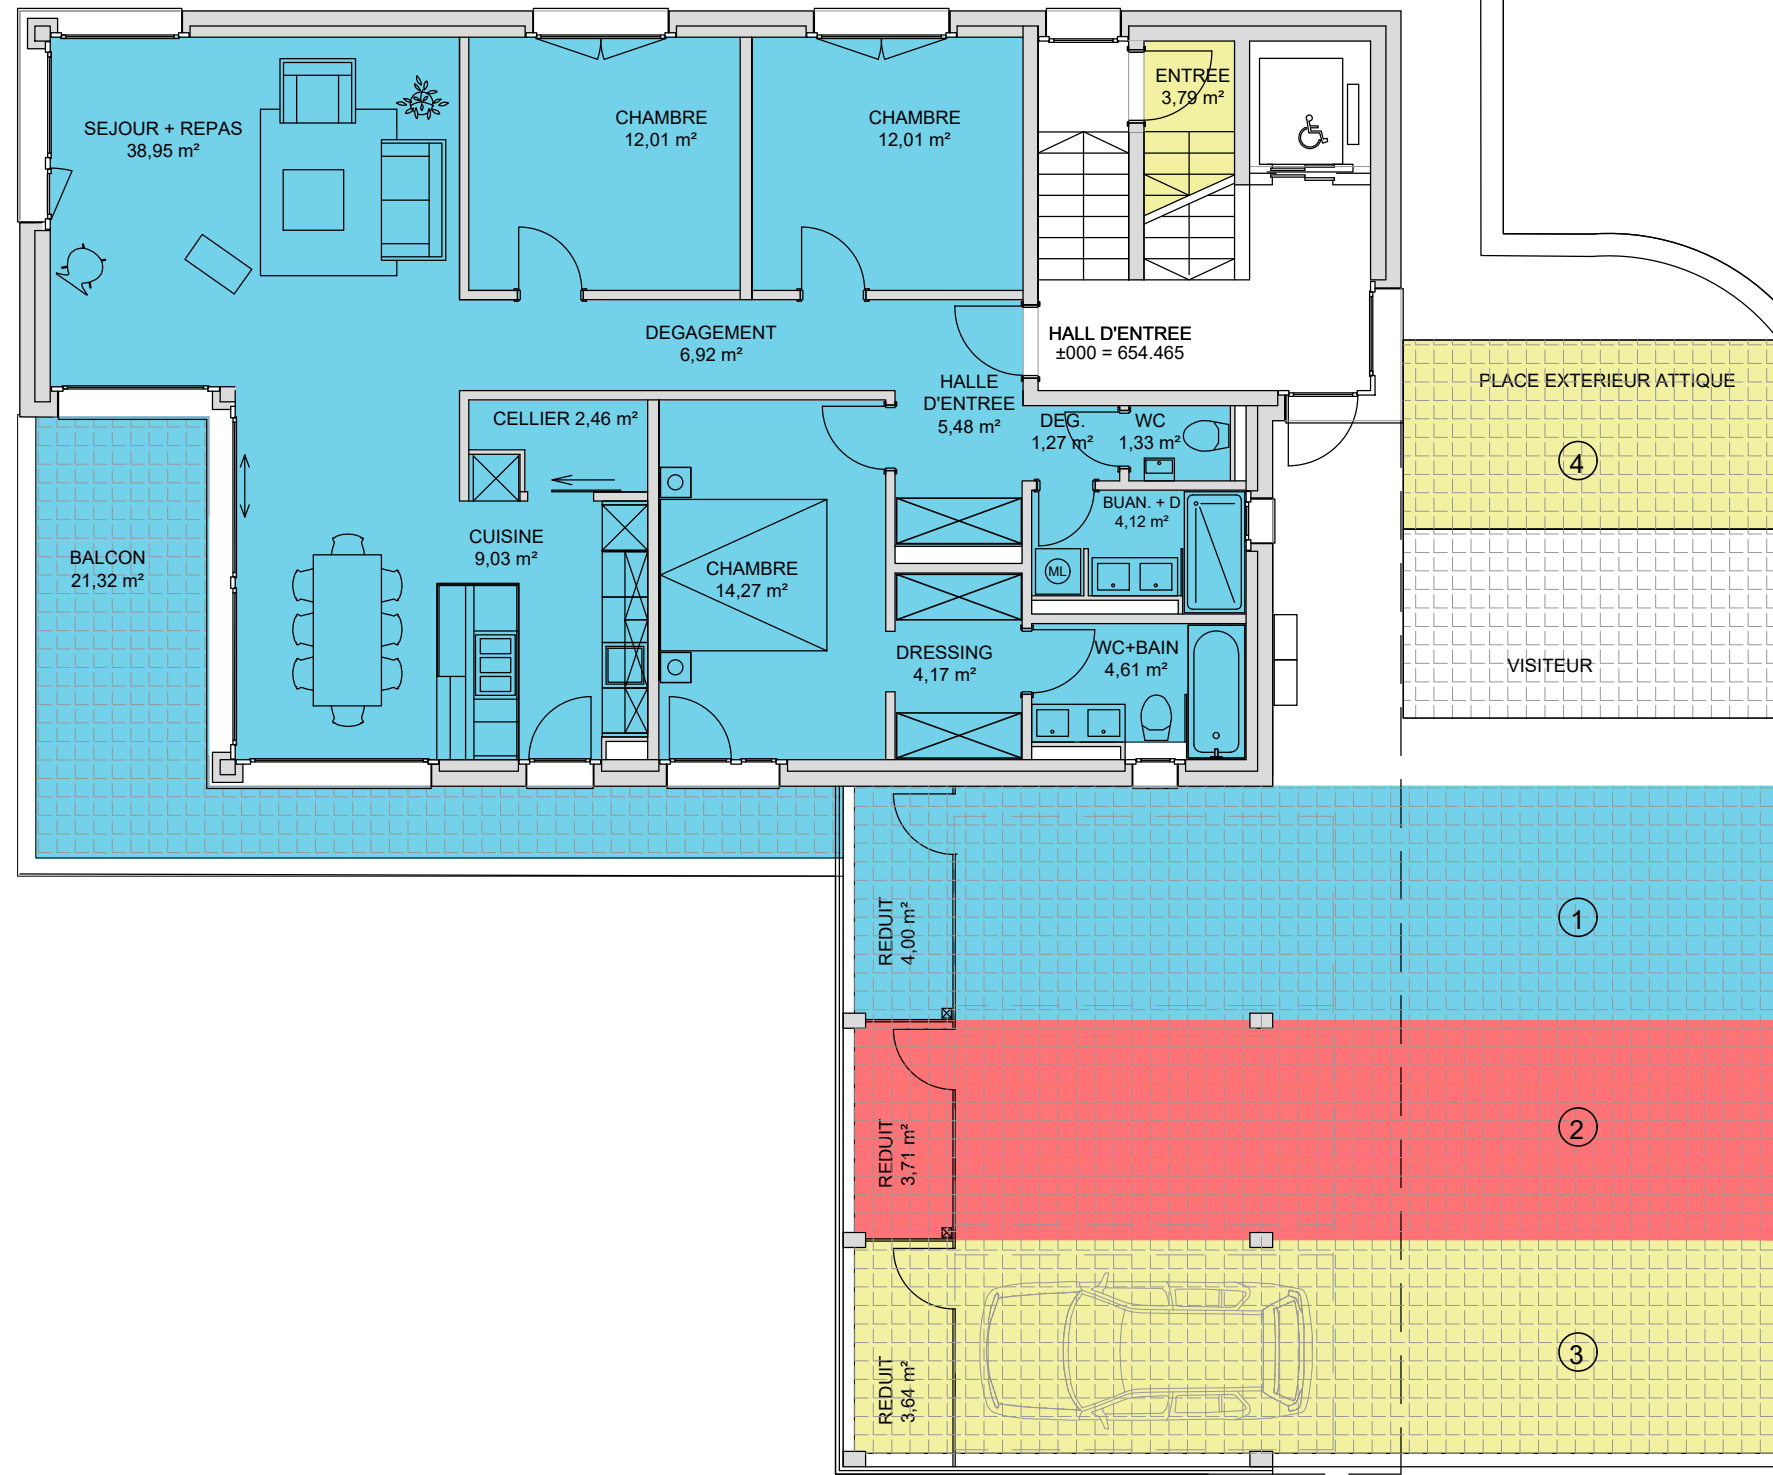 SEJOUR + REPAS
38,95 m²
CHAMBRE
12,01 m²
CHAMBRE
12,01 m²
ENTREE
3,79 m²
DEGAGEMENT
6,92 m²
HALL D'ENTREE
±000 = 654.465
PLACE EXTERIEUR ATTIQUE
4
HALLE
D'ENTREE
5,48 m²
CELLIER 2,46 m²
DEG.
1,27 m²
WC
1,33 m²
BUAN. + D
4,12 m²
ML
CUISINE
9,03 m²
BALCON
21,32 m²
CHAMBRE
14,27 m²
DRESSING
4,17 m²
WC+BAIN
4,61 m²
VISITEUR
REDUIT
4,00 m²
1
REDUIT
3,71 m²
2
REDUIT
3,64 m²
3